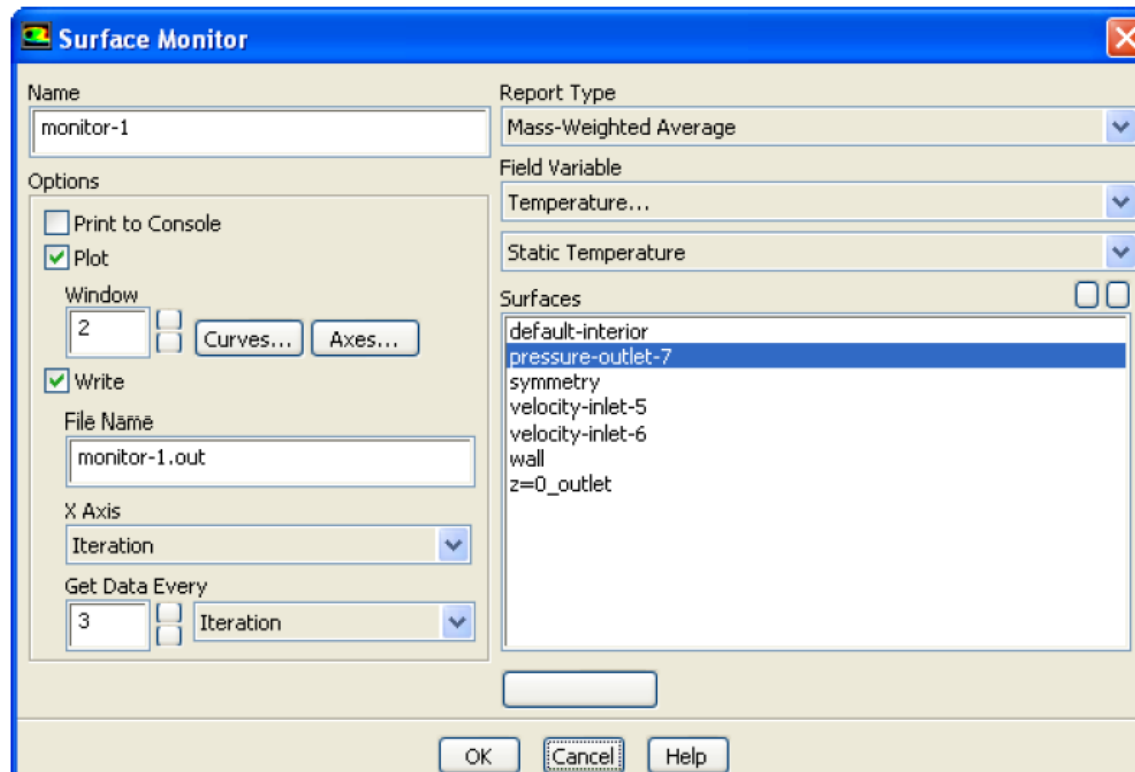 Surface Monitor
Name
monitor-1
Options
Print to Console
Plot
Window
2
Curves...
Axes...
Write
File Name
monitor-1.out
X Axis
Iteration
Get Data Every
3
Iteration
Report Type
Mass-Weighted Average
Field Variable
Temperature...
Static Temperature
Surfaces
default-interior
pressure-outlet-7
symmetry
velocity-inlet-5
velocity-inlet-6
wall
z=0_outlet
OK
Cancel
Help